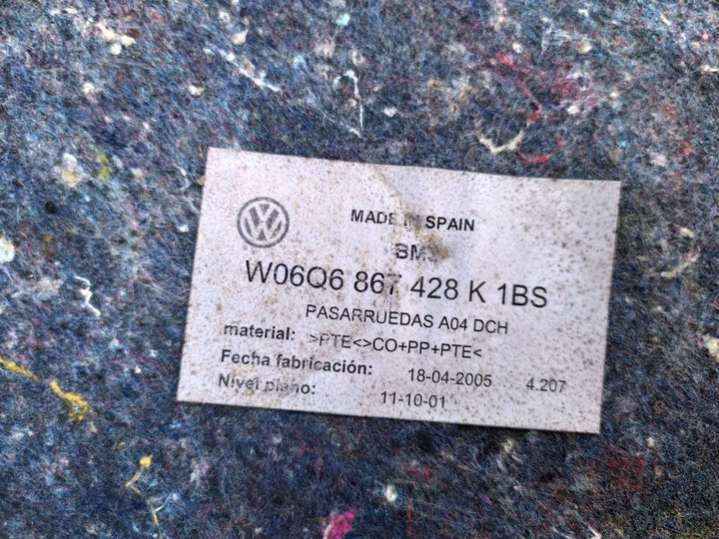 MADE IN SPAIN
W06Q6 867 428 K 1BS
PASARRUEDAS A04 DCH
material: >PTE<>CO+PP+PTE<
Fecha fabricación: 18-04-2005 4.207
Nivel plano: 11-10-01